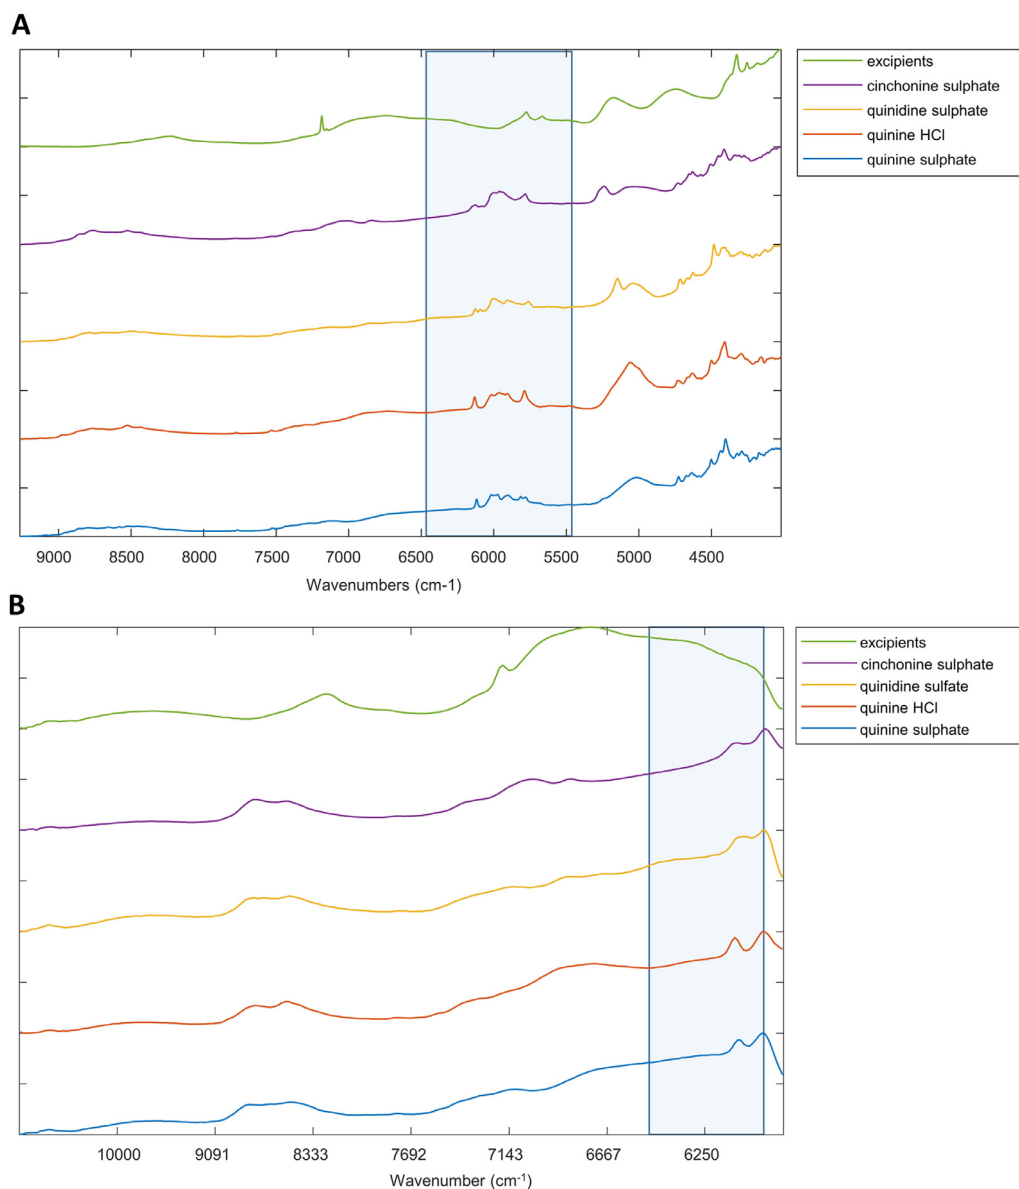 A
excipients
cinchonine sulphate
quinidine sulphate
quinine HCl
quinine sulphate
9000 8500 8000 7500 7000 6500 6000 5500 5000 4500
Wavenumbers (cm-1)
B
excipients
cinchonine sulphate
quinidine sulfate
quinine HCl
quinine sulphate
10000 9091 8333 7692 7143 6667 6250
Wavenumber (cm-1)